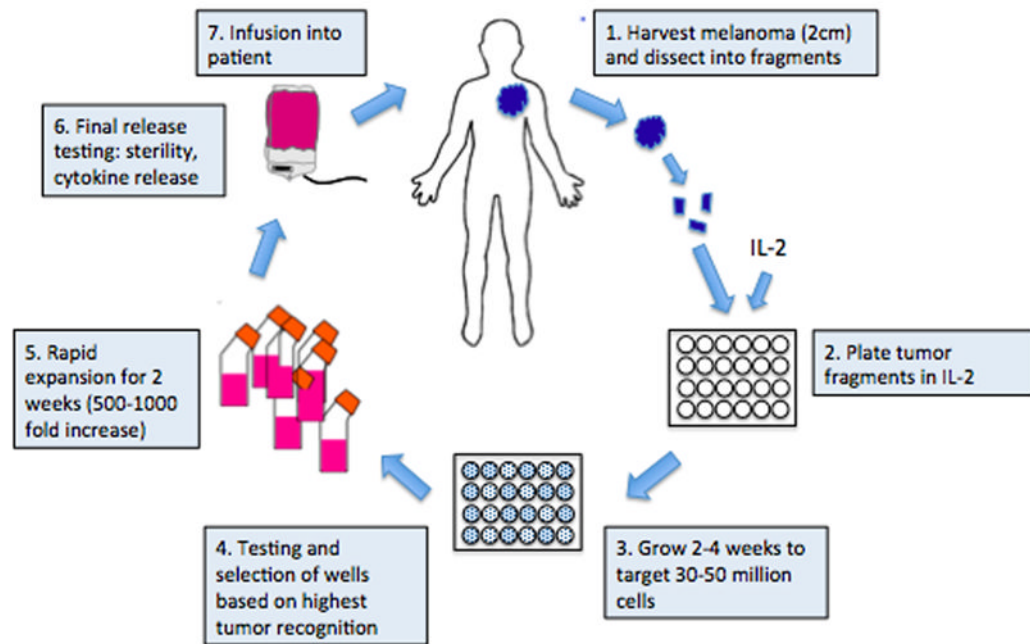 7. Infusion into
patient
1. Harvest melanoma (2cm)
and dissect into fragments
6. Final release
testing: sterility,
cytokine release
IL-2
5. Rapid
expansion for 2
weeks (500-1000
fold increase)
2. Plate tumor
fragments in IL-2
4. Testing and
selection of wells
based on highest
tumor recognition
3. Grow 2-4 weeks to
target 30-50 million
cells